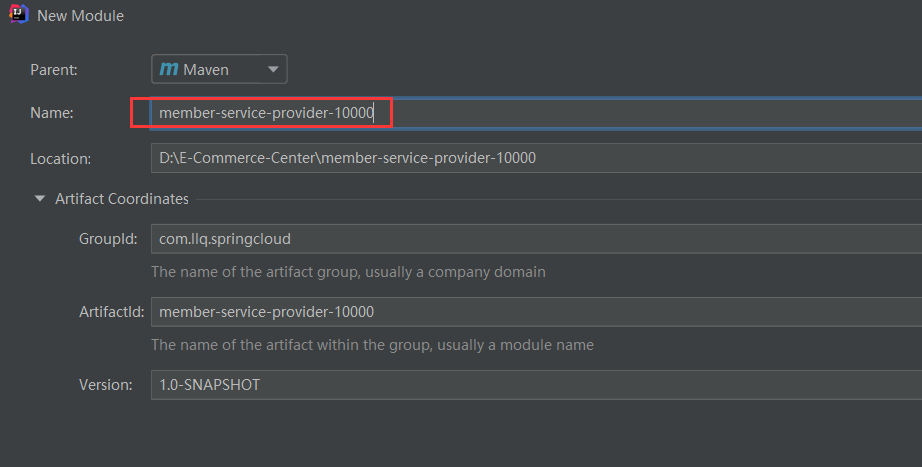 New Module
Parent: Maven
Name: member-service-provider-10000
Location: D:\E-Commerce-Center\member-service-provider-10000
Artifact Coordinates
GroupId: com.llq.springcloud
The name of the artifact group, usually a company domain
ArtifactId: member-service-provider-10000
The name of the artifact within the group, usually a module name
Version: 1.0-SNAPSHOT